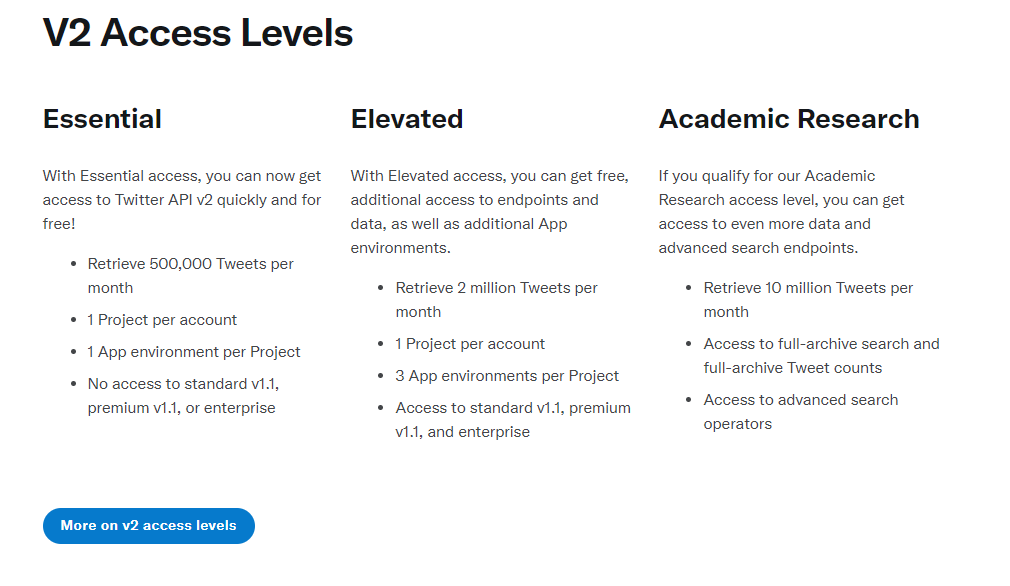 V2 Access Levels
Essential
With Essential access, you can now get
access to Twitter API v2 quickly and for
free!
• Retrieve 500,000 Tweets per
month
• 1 Project per account
• 1 App environment per Project
• No access to standard v1.1,
premium v1.1, or enterprise
Elevated
With Elevated access, you can get free,
additional access to endpoints and
data, as well as additional App
environments.
• Retrieve 2 million Tweets per
month
• 1 Project per account
• 3 App environments per Project
• Access to standard v1.1, premium
v1.1, and enterprise
Academic Research
If you qualify for our Academic
Research access level, you can get
access to even more data and
advanced search endpoints.
• Retrieve 10 million Tweets per
month
• Access to full-archive search and
full-archive Tweet counts
• Access to advanced search
operators
More on v2 access levels